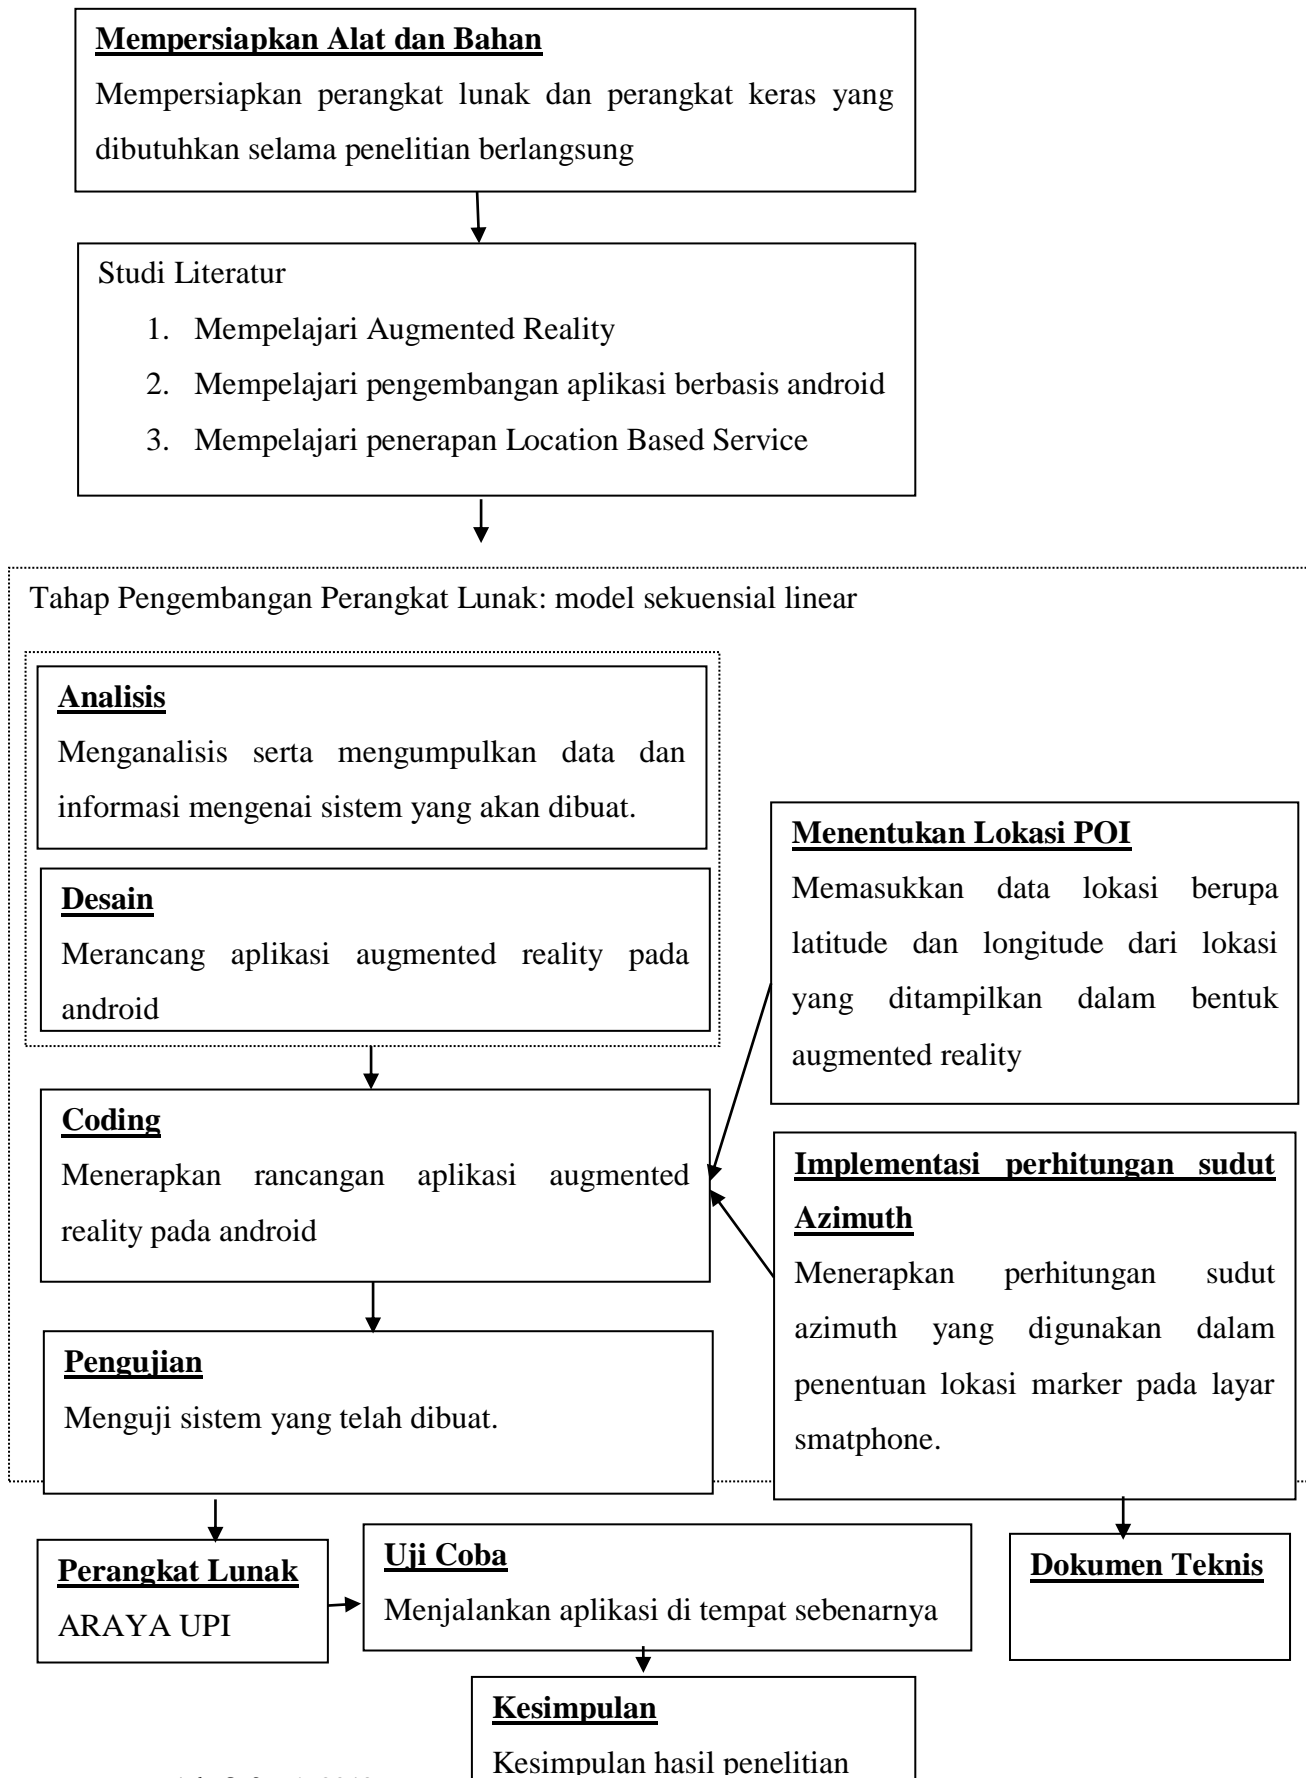 Mempersiapkan Alat dan Bahan
Mempersiapkan perangkat lunak dan perangkat keras yang
dibutuhkan selama penelitian berlangsung
Studi Literatur
1. Mempelajari Augmented Reality
2. Mempelajari pengembangan aplikasi berbasis android
3. Mempelajari penerapan Location Based Service
Tahap Pengembangan Perangkat Lunak: model sekuensial linear
Analisis
Menganalisis serta mengumpulkan data dan
informasi mengenai sistem yang akan dibuat.
Desain
Merancang aplikasi augmented reality pada
android
Menentukan Lokasi POI
Memasukkan data lokasi berupa
latitude dan longitude dari lokasi
yang ditampilkan dalam bentuk
augmented reality
Coding
Menerapkan rancangan aplikasi augmented
reality pada android
Implementasi perhitungan sudut
Azimuth
Menerapkan perhitungan sudut
azimuth yang digunakan dalam
penentuan lokasi marker pada layar
smatphone.
Pengujian
Menguji sistem yang telah dibuat.
Perangkat Lunak
ARAYA UPI
Uji Coba
Menjalankan aplikasi di tempat sebenarnya
Dokumen Teknis
Kesimpulan
Kesimpulan hasil penelitian